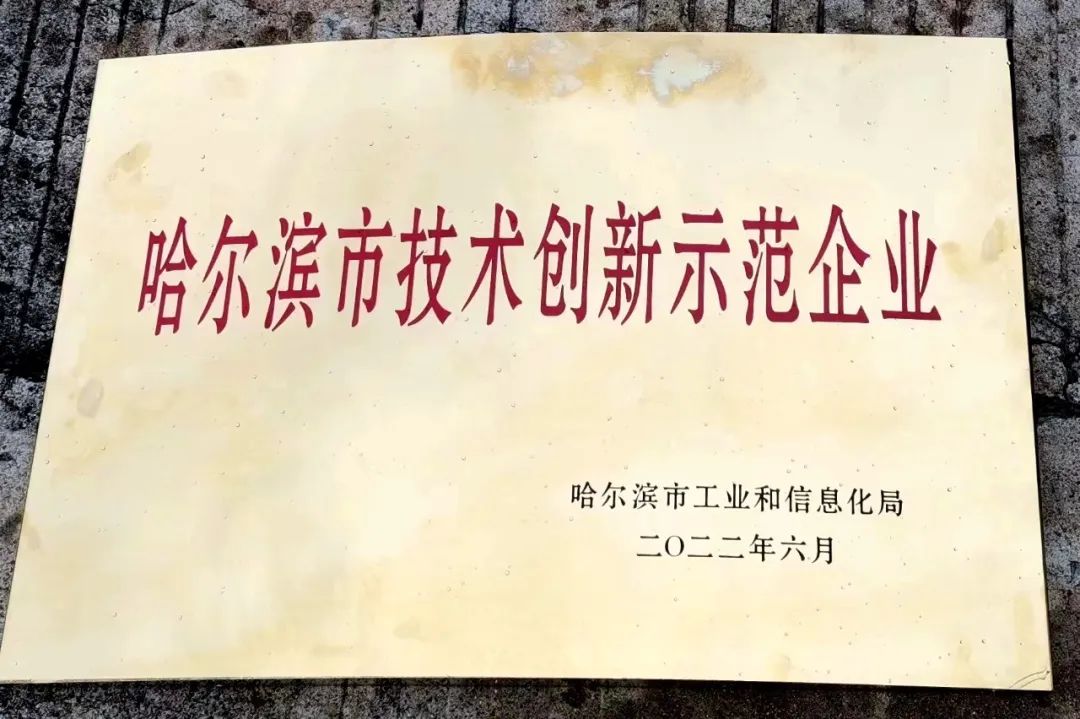 哈尔滨市技术创新示范企业
哈尔滨市工业和信息化局
二〇二二年六月